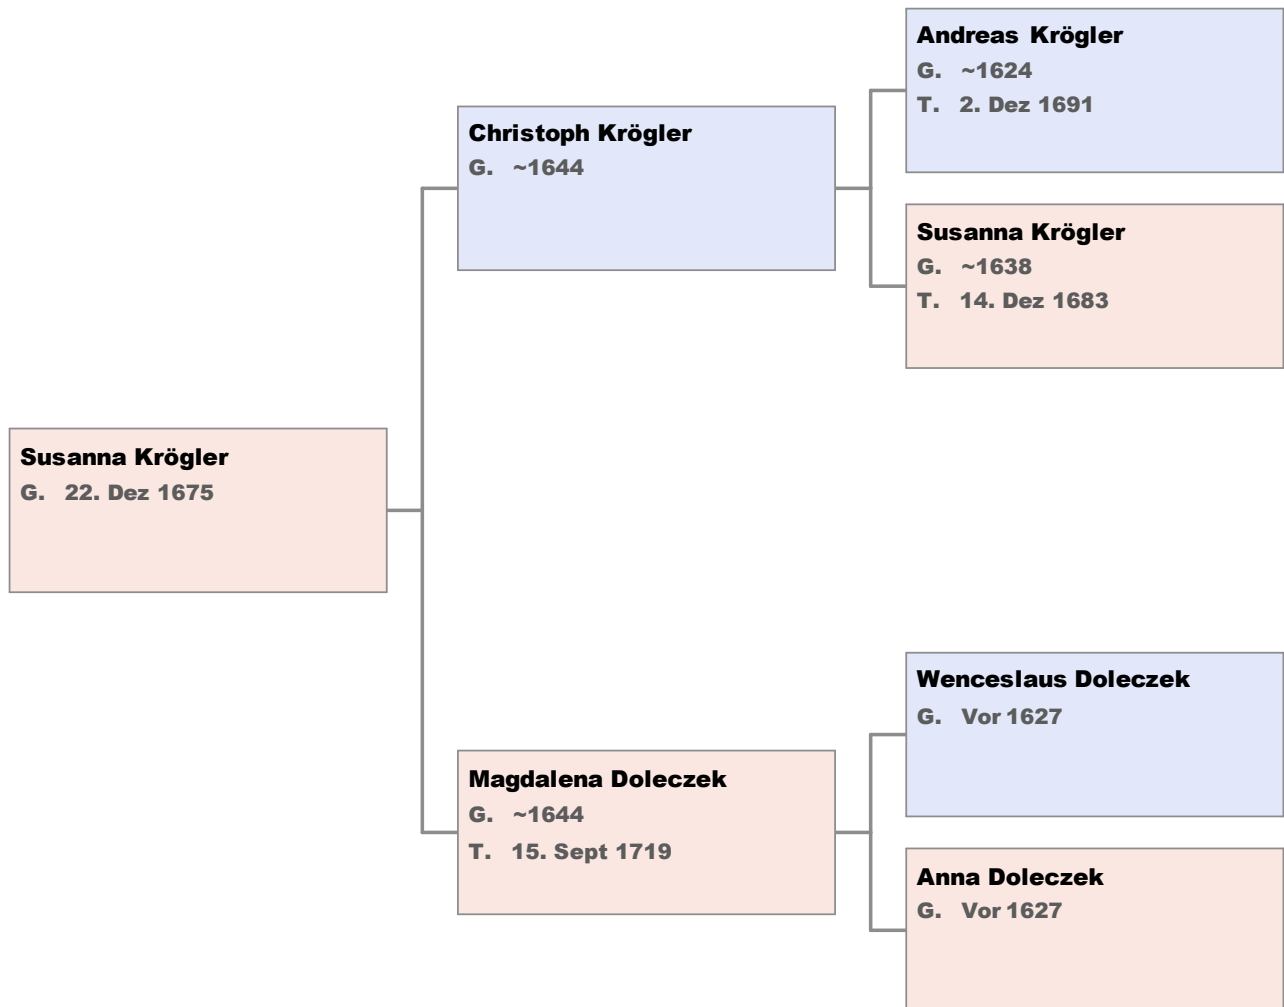 Andreas Krögler
G. ~1624
T. 2. Dez 1691
Christoph Krögler
G. ~1644
Susanna Krögler
G. ~1638
T. 14. Dez 1683
Susanna Krögler
G. 22. Dez 1675
Wenceslaus Doleczek
G. Vor 1627
Magdalena Doleczek
G. ~1644
T. 15. Sept 1719
Anna Doleczek
G. Vor 1627